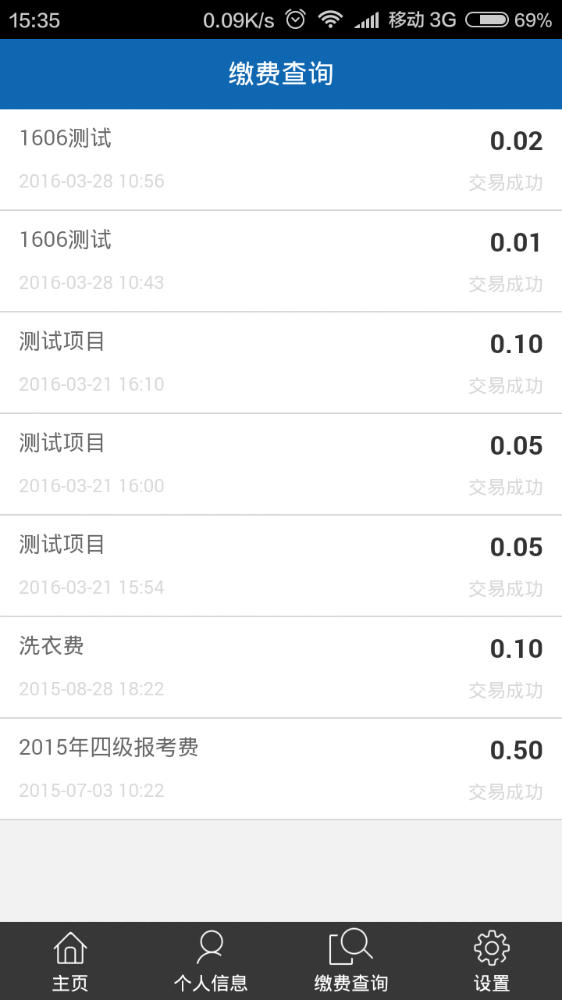 15:35 0.09K/s 移动 3G 69%
缴费查询
1606测试 0.02
2016-03-28 10:56 交易成功
1606测试 0.01
2016-03-28 10:43 交易成功
测试项目 0.10
2016-03-21 16:10 交易成功
测试项目 0.05
2016-03-21 16:00 交易成功
测试项目 0.05
2016-03-21 15:54 交易成功
洗衣费 0.10
2015-08-28 18:22 交易成功
2015年四级报考费 0.50
2015-07-03 10:22 交易成功
主页 个人信息 缴费查询 设置